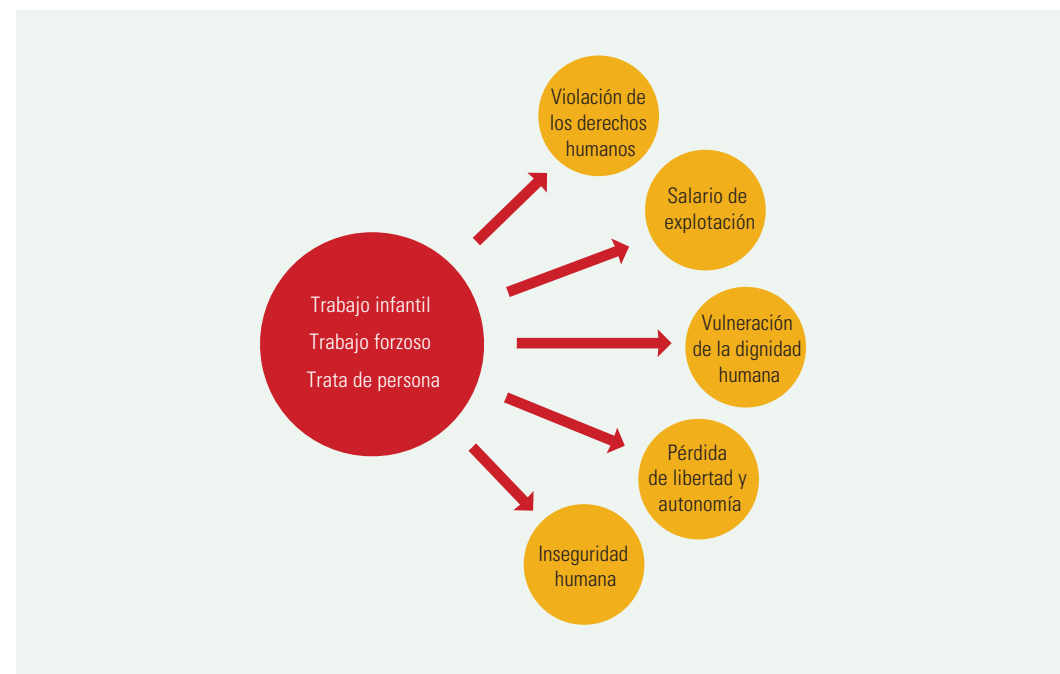 Violación de
los derechos
humanos
Salario de
explotación
Trabajo infantil
Trabajo forzoso
Trata de persona
Vulneración
de la dignidad
humana
Pérdida
de libertad y
autonomía
Inseguridad
humana